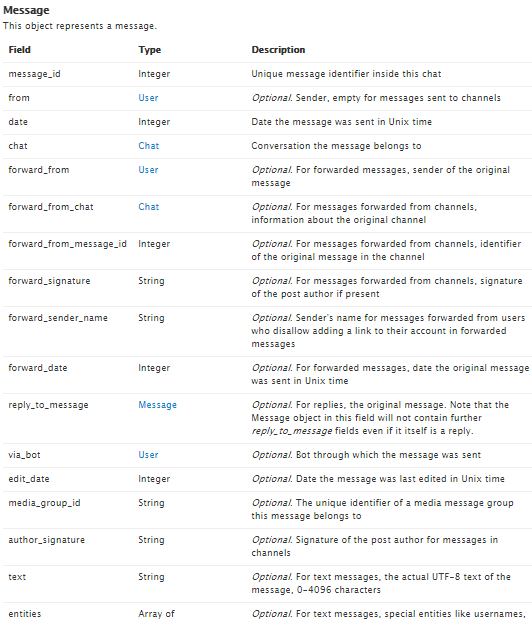 Message
This object represents a message.
Field Type Description
message_id Integer Unique message identifier inside this chat
from User Optional. Sender, empty for messages sent to channels
date Integer Date the message was sent in Unix time
chat Chat Conversation the message belongs to
forward_from User Optional. For forwarded messages, sender of the original
message
forward_from_chat Chat Optional. For messages forwarded from channels,
information about the original channel
forward_from_message_id Integer Optional. For messages forwarded from channels, identifier
of the original message in the channel
forward_signature String Optional. For messages forwarded from channels, signature
of the post author if present
forward_sender_name String Optional. Sender's name for messages forwarded from users
who disallow adding a link to their account in forwarded
messages
forward_date Integer Optional. For forwarded messages, date the original message
was sent in Unix time
reply_to_message Message Optional. For replies, the original message. Note that the
Message object in this field will not contain further
reply_to_message fields even if it itself is a reply.
via_bot User Optional. Bot through which the message was sent
edit_date Integer Optional. Date the message was last edited in Unix time
media_group_id String Optional. The unique identifier of a media message group
this message belongs to
author_signature String Optional. Signature of the post author for messages in
channels
text String Optional. For text messages, the actual UTF-8 text of the
message, 0-4096 characters
entities Array of Optional. For text messages, special entities like usernames,